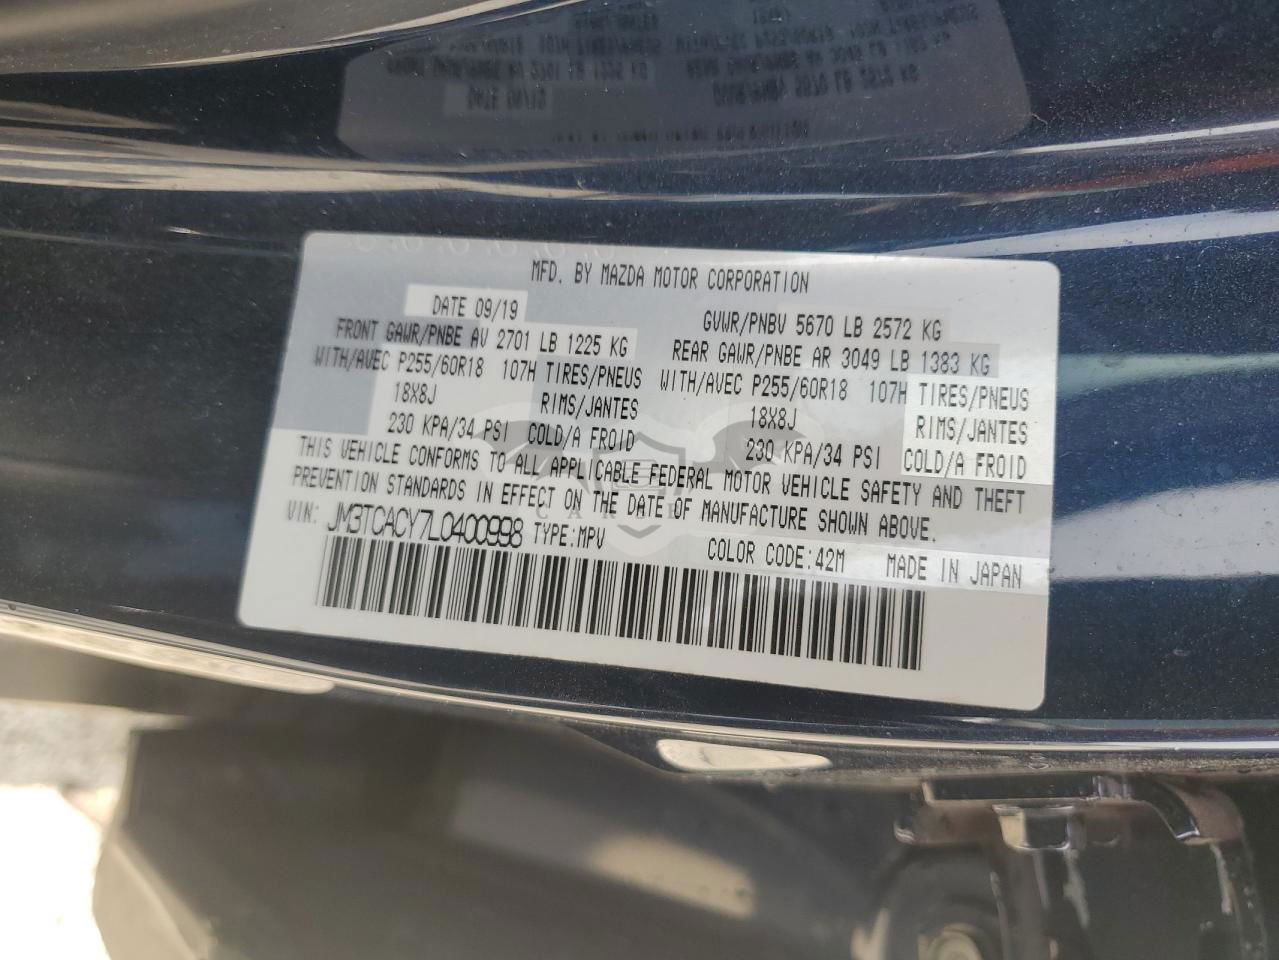 MFD. BY MAZDA MOTOR CORPORATION
DATE 09/19 GVWR/PNBV 5670 LB 2572 KG
FRONT GAWR/PNBE AV 2701 LB 1225 KG REAR GAWR/PNBE AR 3049 LB 1383 KG
WITH/AVEC P255/60R18 107H TIRES/PNEUS WITH/AVEC P255/60R18 107H TIRES/PNEUS
18X8J RIMS/JANTES 18X8J RIMS/JANTES
230 KPA/34 PSI COLD/A FROID 230 KPA/34 PSI COLD/A FROID
THIS VEHICLE CONFORMS TO ALL APPLICABLE FEDERAL MOTOR VEHICLE SAFETY AND THEFT
PREVENTION STANDARDS IN EFFECT ON THE DATE OF MANUFACTURE SHOWN ABOVE.
VIN: JM3TCACY7L0400998 TYPE:MPV COLOR CODE:42M MADE IN JAPAN